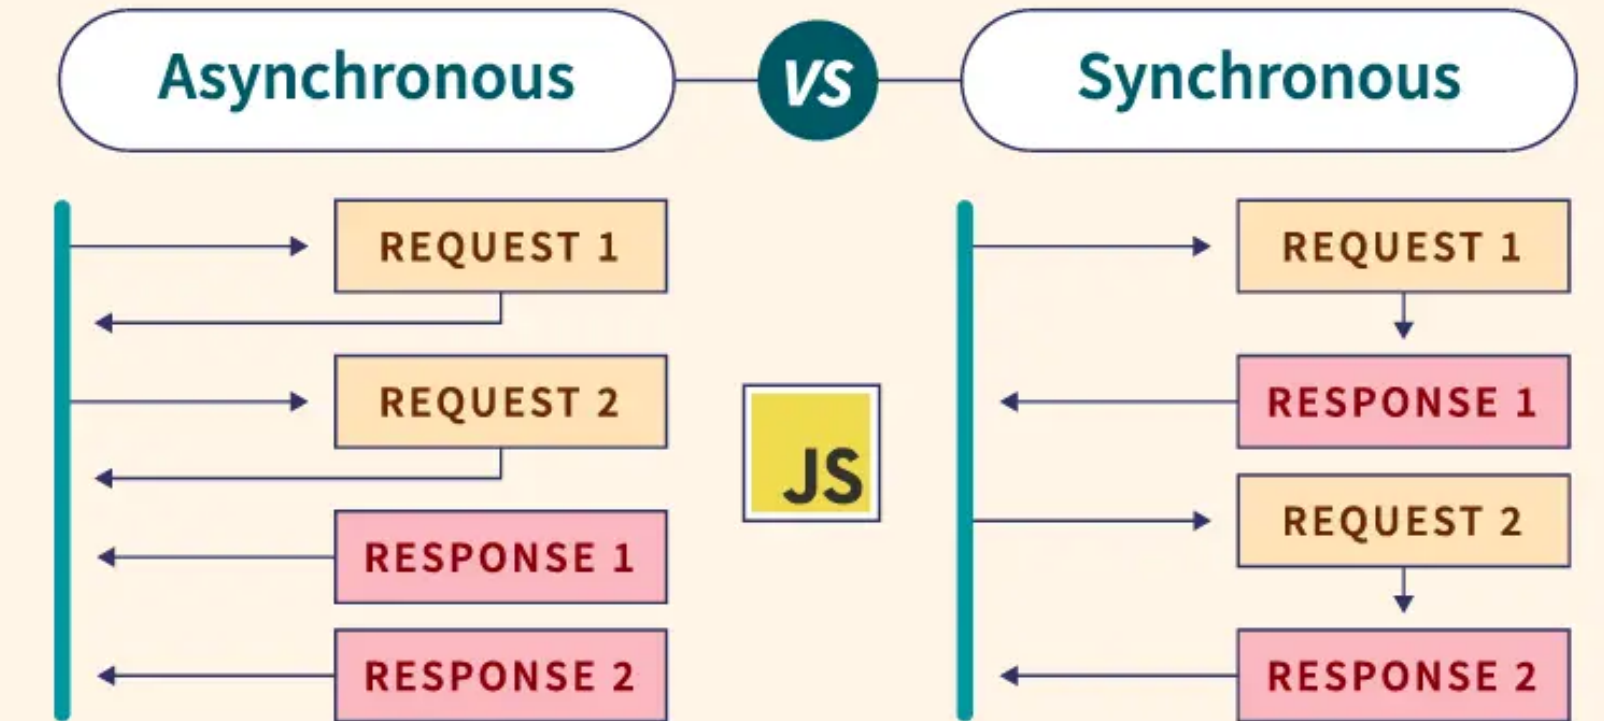 Asynchronous
VS
Synchronous
REQUEST 1
REQUEST 2
RESPONSE 1
RESPONSE 2
JS
REQUEST 1
RESPONSE 1
REQUEST 2
RESPONSE 2